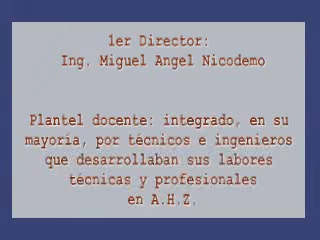 1er Director:
Ing. Miguel Angel Nicodemo
Plantel docente: integrado, en su
mayoría, por técnicos e ingenieros
que desarrollaban sus labores
técnicas y profesionales
en A.H.Z.